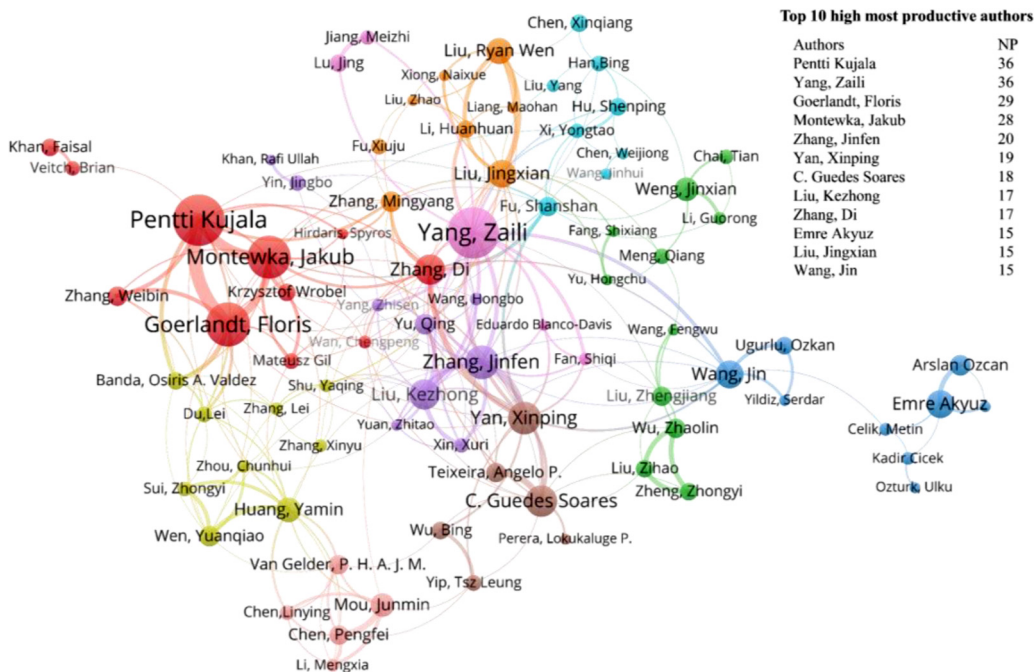 Top 10 high most productive authors
Authors NP
Pentti Kujala 36
Yang, Zaili 36
Goerlandt, Floris 29
Montewka, Jakub 28
Zhang, Jinfen 20
Yan, Xinping 19
C. Guedes Soares 18
Liu, Kezhong 17
Zhang, Di 17
Emre Akyuz 15
Liu, Jingxian 15
Wang, Jin 15
Chen, Xinqiang
Jiang, Meizhi
Liu, Ryan Wen
Lu, Jing
Han,Bing
Xiong, Naixue
Liu, Yang
Liu, Zhao
Liang, Maohan
Hu, Shenping
Li, Huanhuan
Xi, Yongtao
Khan, Faisal
Fu,Xiuju
Chen, Weijiong
Khan, Rafi Ullah
Chai, Tian
Veitch, Brian
Liu, Jingxian
Wang, Jinhui
Yin, Jingbo
Weng, Jinxian
Zhang, Mingyang
Fu, Shanshan
Pentti Kujala
Li, Guorong
Hirdaris, Spyros
Yang, Zaili
Fang, Shixiang
Montewka, Jakub
Meng, Qiang
Zhang, Di
Yu, Hongchu
Zhang, Weibin
Krzysztof Wrobel
Yang, Zhisen
Wang, Hongbo
Goerlandt, Floris
Yu, Qing
Eduardo Blanco-Davis
Wang, Fengwu
Wan, Chengpeng
Ugurlu, Ozkan
Mateusz Gil
Zhang, Jinfen
Fan, Shiqi
Arslan Ozcan
Wang, Jin
Banda, Osiris A. Valdez
Shu, Yaqing
Liu, Kezhong
Liu, Zhengjiang
Yildiz, Serdar
Emre Akyuz
Du,Lei
Zhang, Lei
Yan, Xinping
Yuan, Zhitao
Wu, Zhaolin
Celik, Metin
Zhang, Xinyu
Xin, Xuri
Kadir Cicek
Zhou, Chunhui
Teixeira, Angelo P.
Liu, Zihao
Sui, Zhongyi
Zheng, Zhongyi
Ozturk, Ulku
Huang, Yamin
C. Guedes Soares
Wen, Yuanqiao
Wu, Bing
Perera, Lokukaluge P.
Van Gelder, P. H. A. J. M.
Yip, Tsz Leung
Chen,Linying
Mou, Junmin
Chen, Pengfei
Li, Mengxia